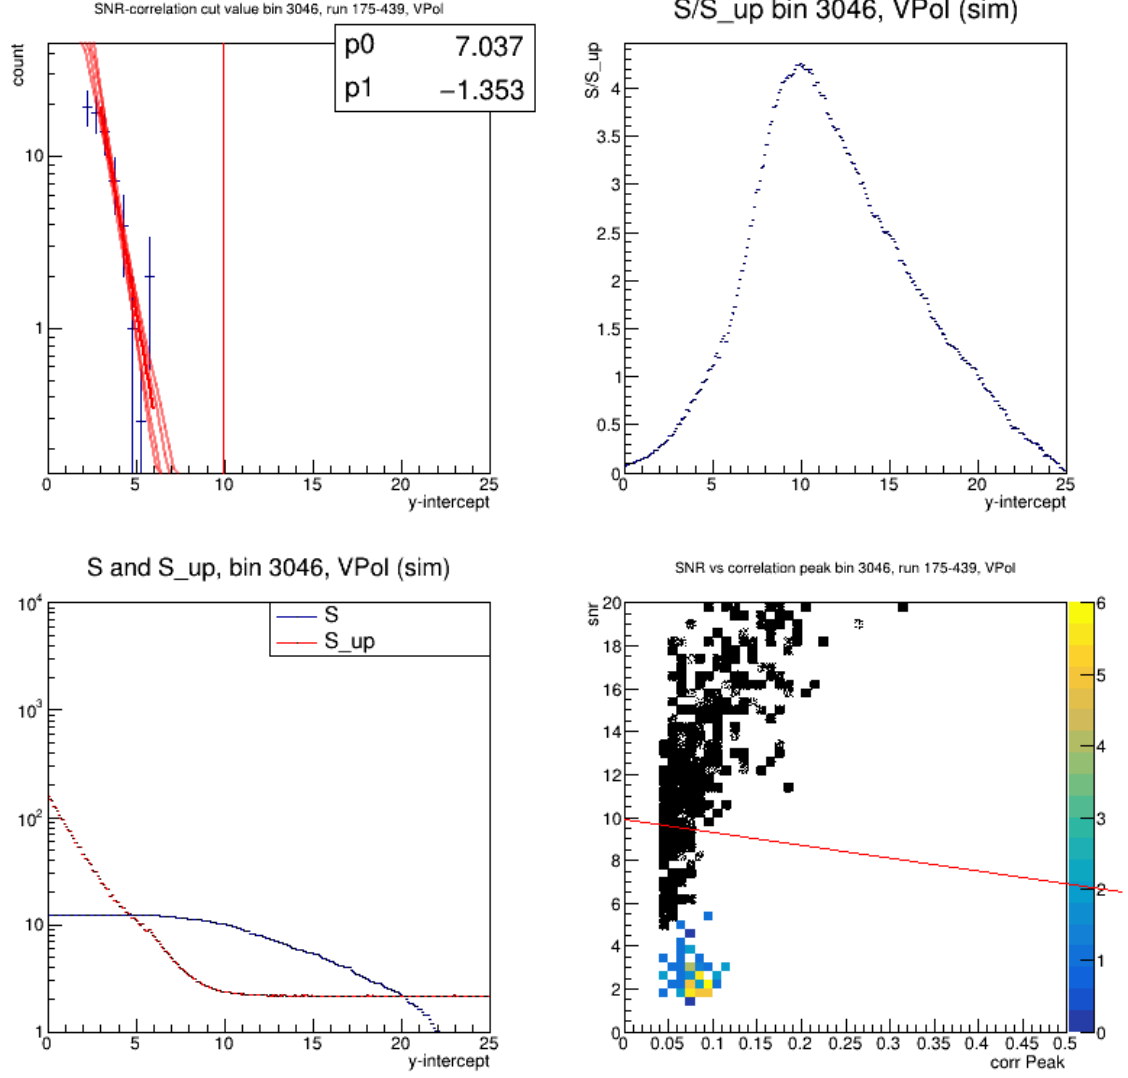 SNR-correlation cut value bin 3046, run 175-439, VPol
count
p0 7.037
p1 −1.353
10
1
0 5 10 15 20 25
y-intercept
S/S_up bin 3046, VPol (sim)
S/S_up
4
3.5
3
2.5
2
1.5
1
0.5
0
0 5 10 15 20 25
y-intercept
S and S_up, bin 3046, VPol (sim)
S
S_up
10^4
10^3
10^2
10
1
0 5 10 15 20 25
y-intercept
SNR vs correlation peak bin 3046, run 175-439, VPol
snr
20
18
16
14
12
10
8
6
4
2
0
0 0.05 0.1 0.15 0.2 0.25 0.3 0.35 0.4 0.45 0.5
corr Peak
6
5
4
3
2
1
0